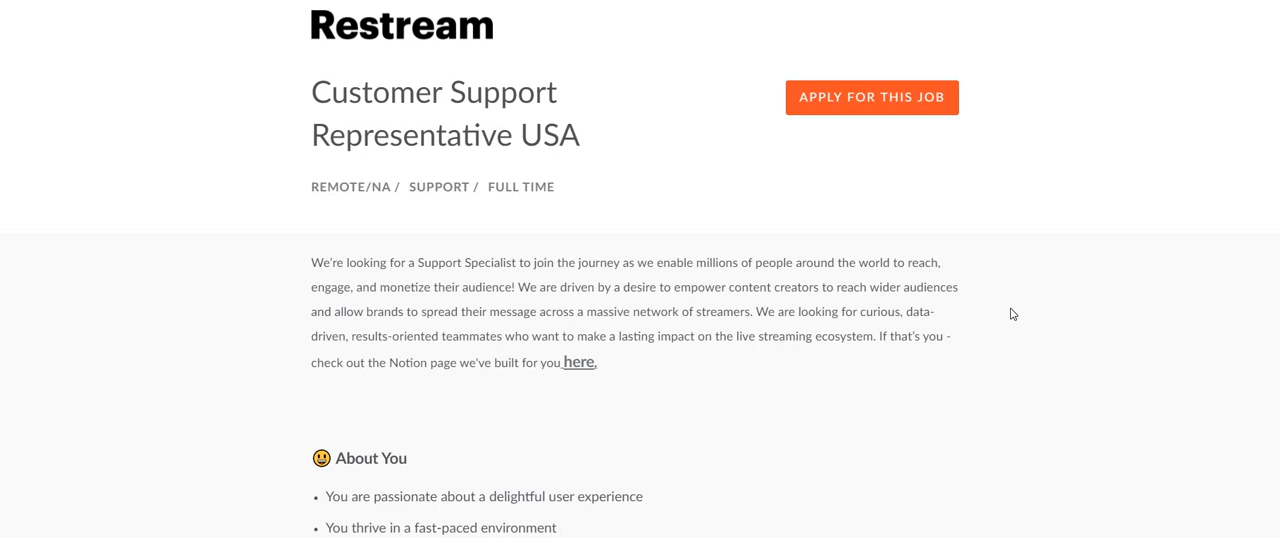 Restream
Customer Support
Representative USA
APPLY FOR THIS JOB
REMOTE/NA / SUPPORT / FULL TIME
We're looking for a Support Specialist to join the journey as we enable millions of people around the world to reach,
engage, and monetize their audience! We are driven by a desire to empower content creators to reach wider audiences
and allow brands to spread their message across a massive network of streamers. We are looking for curious, data-
driven, results-oriented teammates who want to make a lasting impact on the live streaming ecosystem. If that's you -
check out the Notion page we've built for you here.
About You
• You are passionate about a delightful user experience
• You thrive in a fast-paced environment